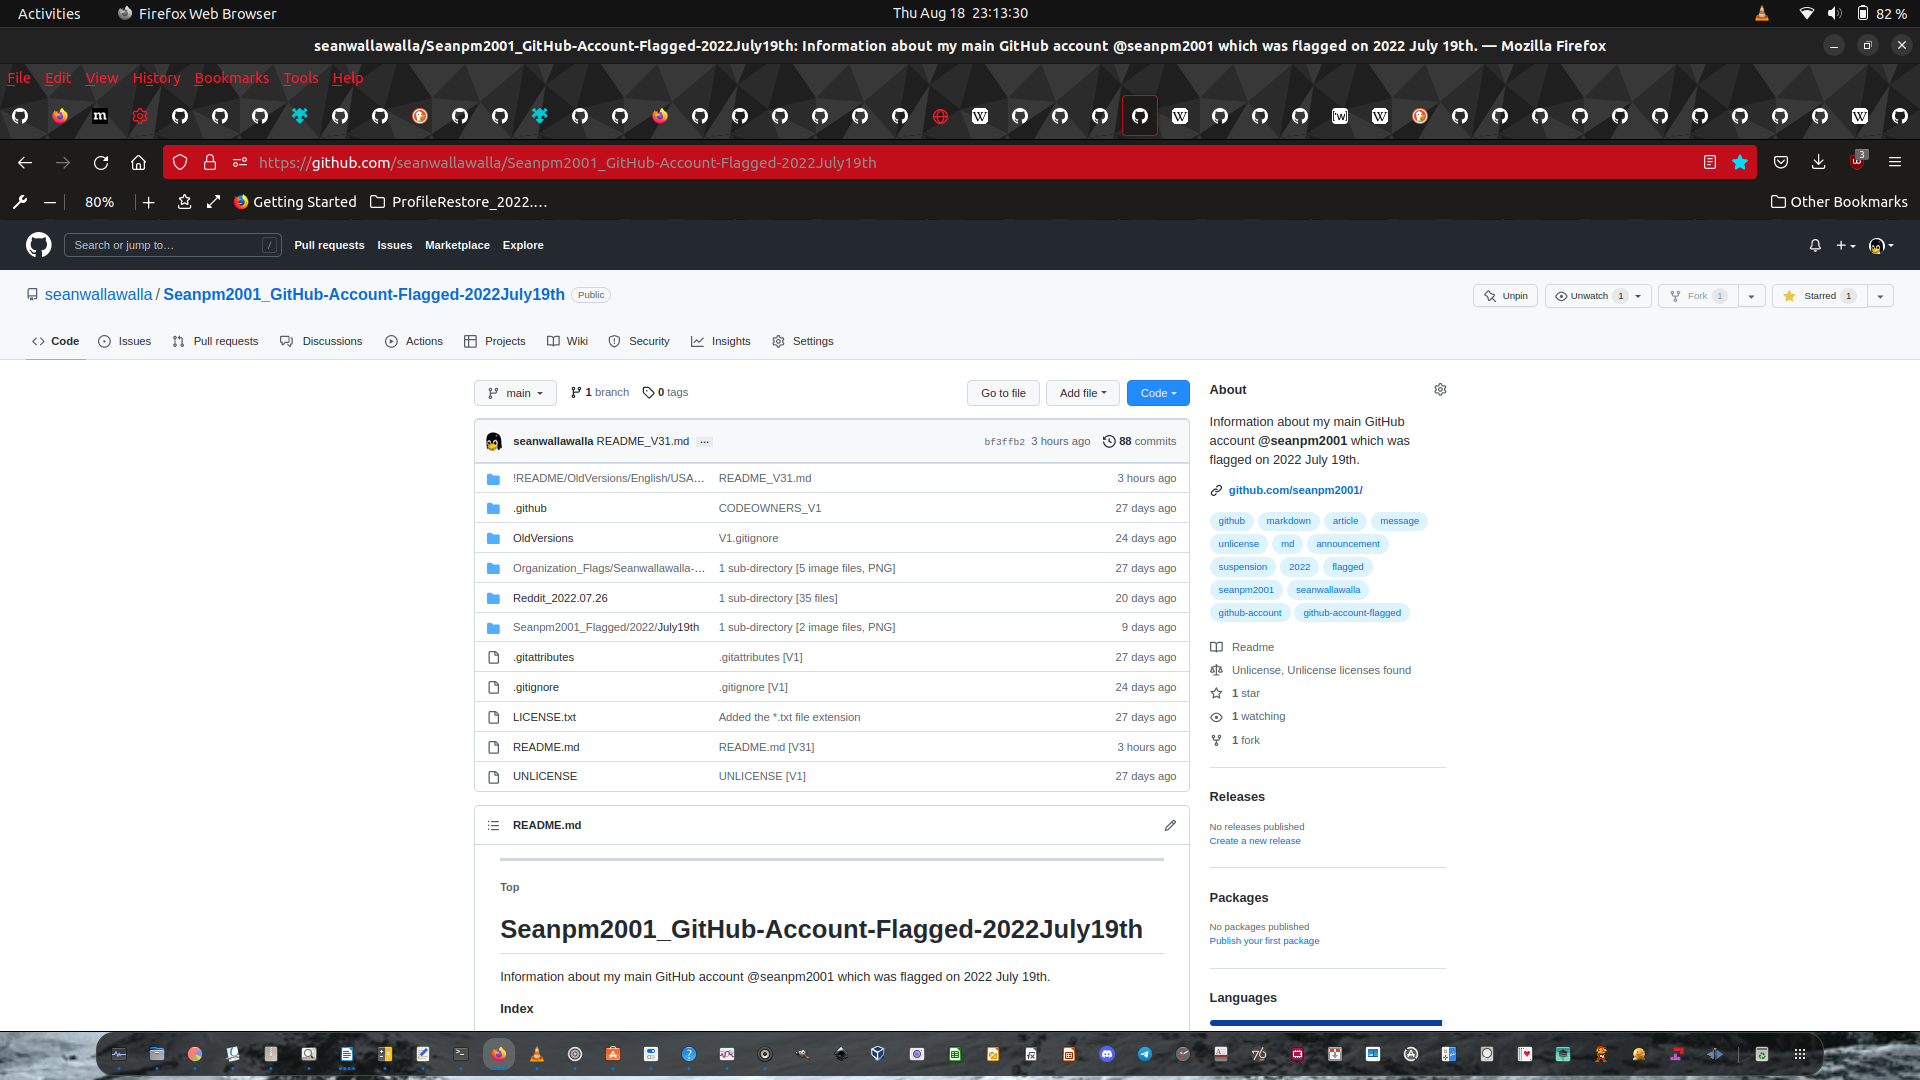 Activities Firefox Web Browser Thu Aug 18 23:13:30 82 %
seanwallawalla/Seanpm2001_GitHub-Account-Flagged-2022July19th: Information about my main GitHub account @seanpm2001 which was flagged on 2022 July 19th. — Mozilla Firefox
File Edit View History Bookmarks Tools Help
https://github.com/seanwallawalla/Seanpm2001_GitHub-Account-Flagged-2022July19th 3
80% Getting Started ProfileRestore_2022.… Other Bookmarks
Search or jump to… / Pull requests Issues Marketplace Explore
seanwallawalla / Seanpm2001_GitHub-Account-Flagged-2022July19th Public Unpin Unwatch 1 Fork 1 Starred 1
Code Issues Pull requests Discussions Actions Projects Wiki Security Insights Settings
main 1 branch 0 tags Go to file Add file Code
seanwallawalla README_V31.md ... bf3ffb2 3 hours ago 88 commits
!README/OldVersions/English/USA… README_V31.md 3 hours ago
.github CODEOWNERS_V1 27 days ago
OldVersions V1.gitignore 24 days ago
Organization_Flags/Seanwallawalla-… 1 sub-directory [5 image files, PNG] 27 days ago
Reddit_2022.07.26 1 sub-directory [35 files] 20 days ago
Seanpm2001_Flagged/2022/July19th 1 sub-directory [2 image files, PNG] 9 days ago
.gitattributes .gitattributes [V1] 27 days ago
.gitignore .gitignore [V1] 24 days ago
LICENSE.txt Added the *.txt file extension 27 days ago
README.md README.md [V31] 3 hours ago
UNLICENSE UNLICENSE [V1] 27 days ago
README.md
Top
Seanpm2001_GitHub-Account-Flagged-2022July19th
Information about my main GitHub account @seanpm2001 which was flagged on 2022 July 19th.
Index
About
Information about my main GitHub
account @seanpm2001 which was
flagged on 2022 July 19th.
github.com/seanpm2001/
github markdown article message
unlicense md announcement
suspension 2022 flagged
seanpm2001 seanwallawalla
github-account github-account-flagged
Readme
Unlicense, Unlicense licenses found
1 star
1 watching
1 fork
Releases
No releases published
Create a new release
Packages
No packages published
Publish your first package
Languages